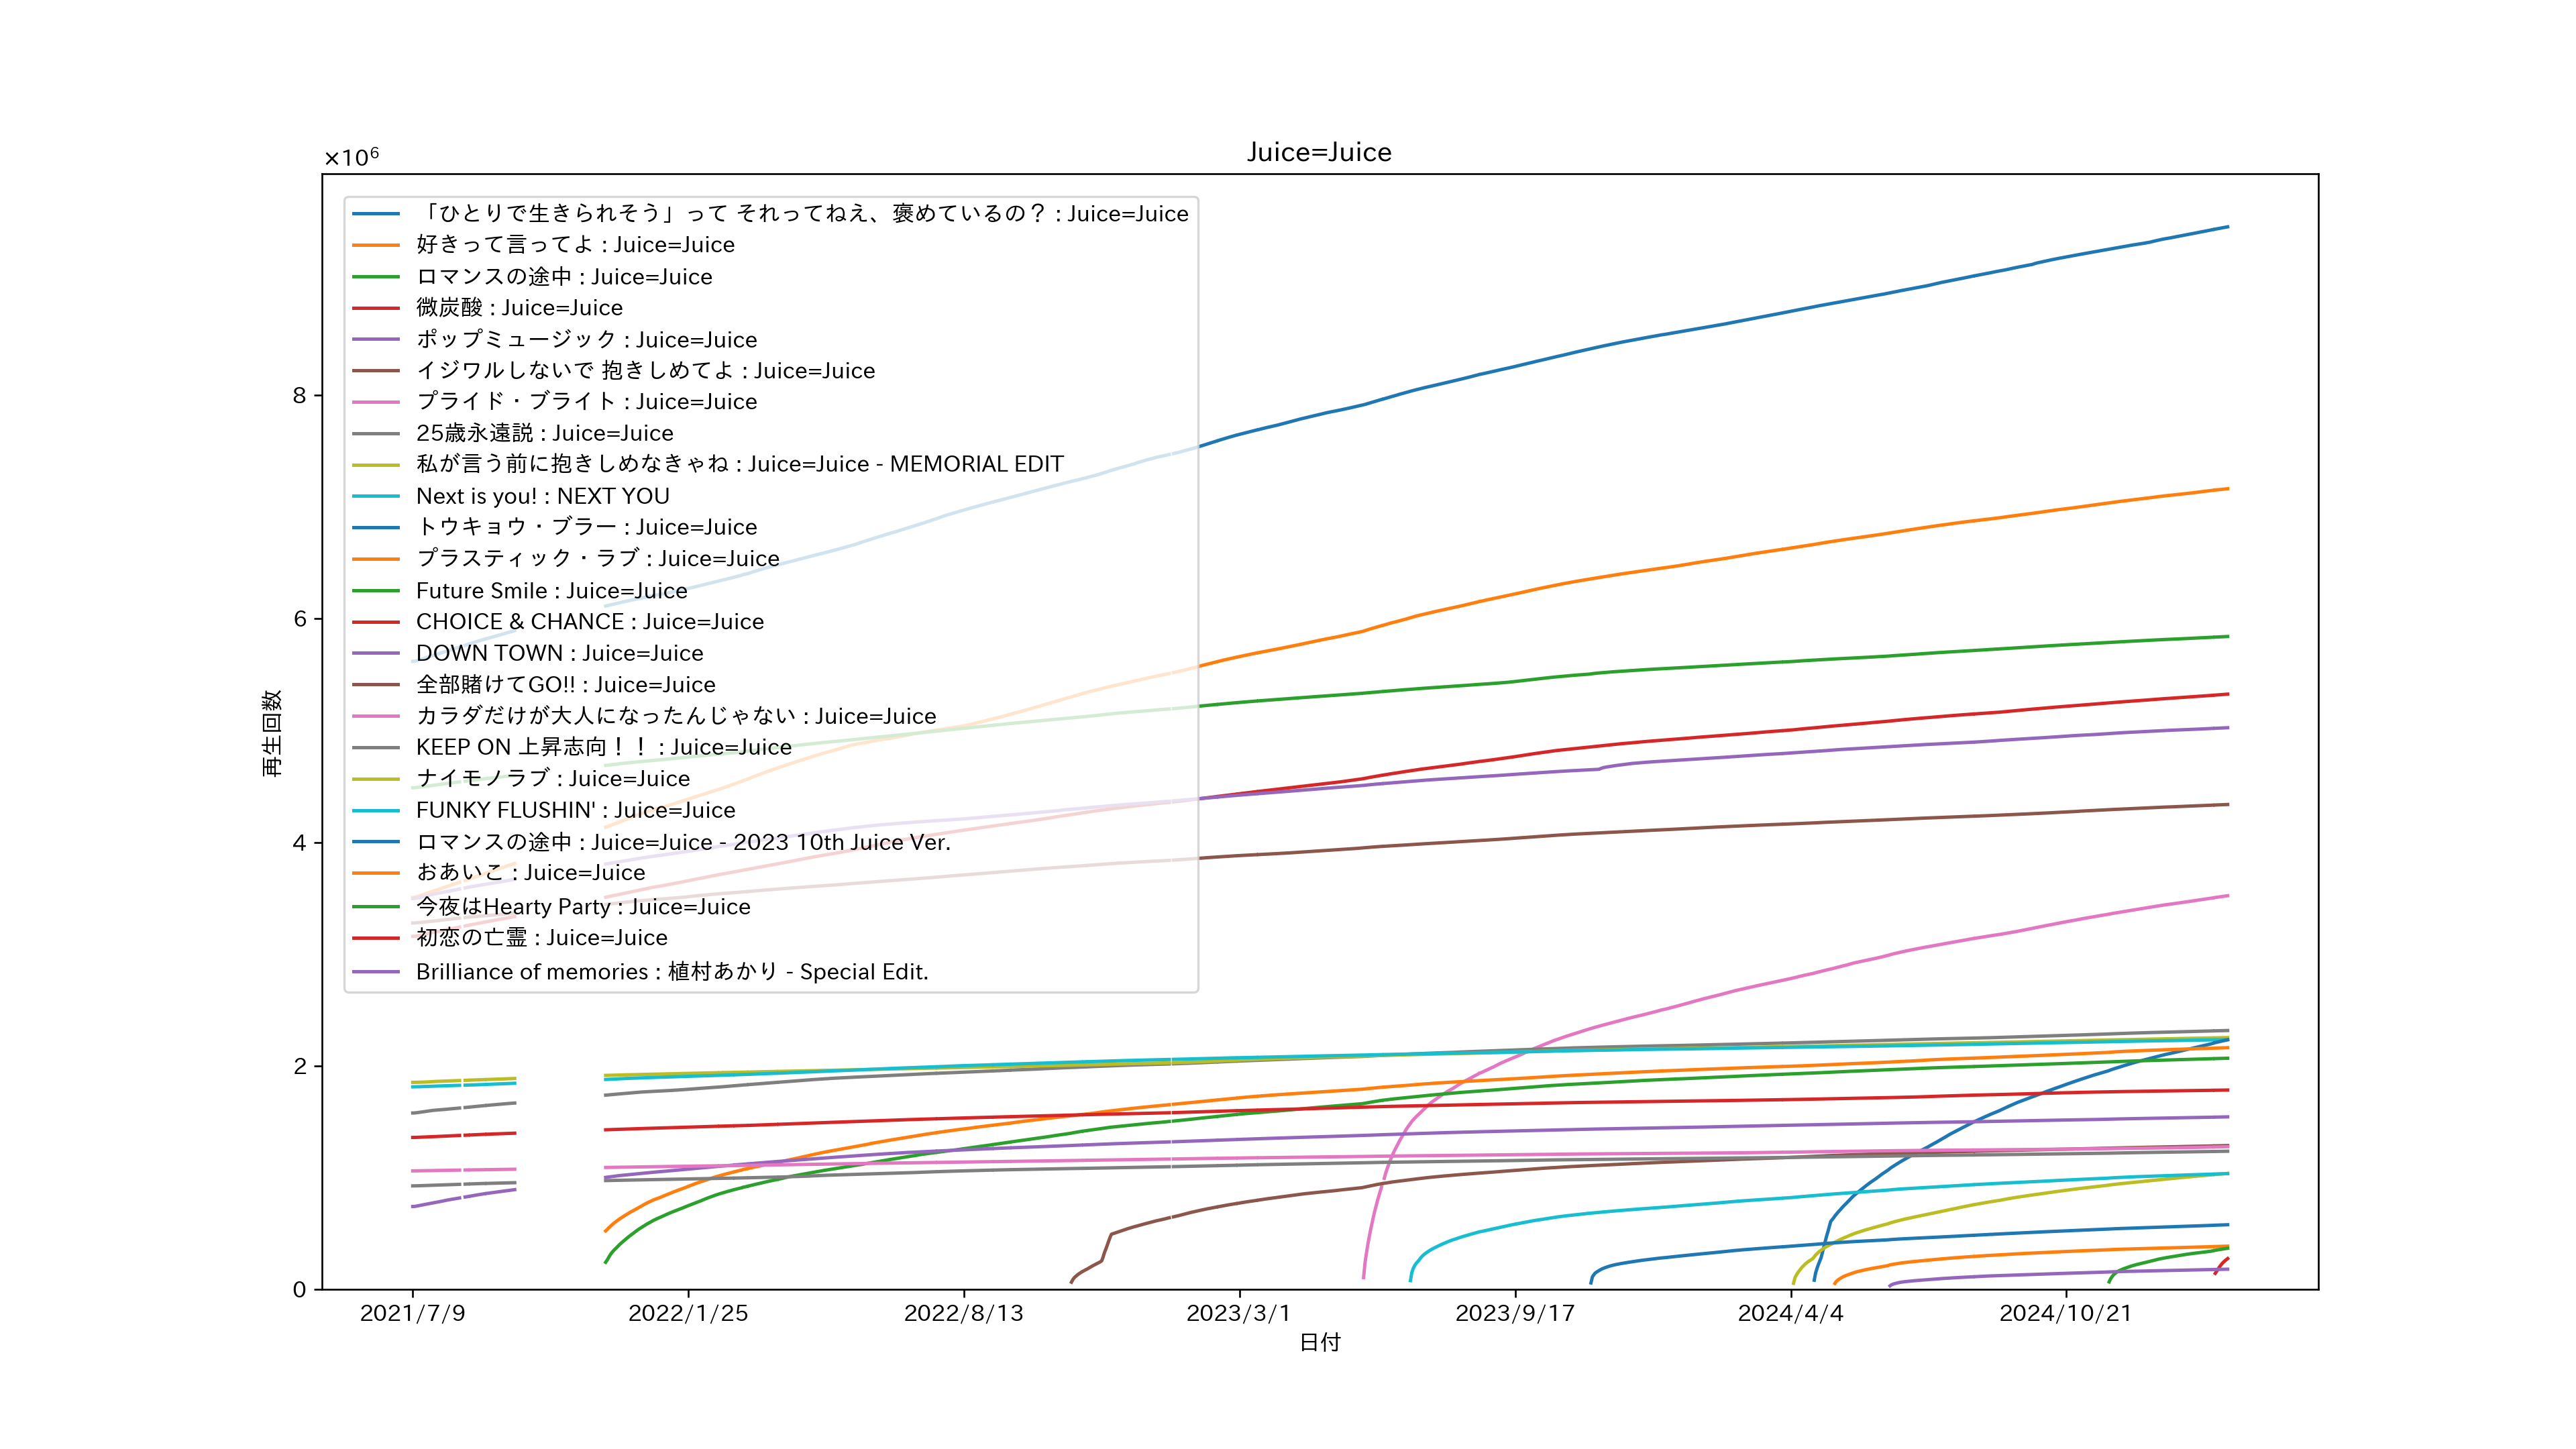 Juice=Juice
×10⁶
「ひとりで生きられそう」って それってねえ、褒めているの？ : Juice=Juice
好きって言ってよ : Juice=Juice
ロマンスの途中 : Juice=Juice
微炭酸 : Juice=Juice
ポップミュージック : Juice=Juice
イジワルしないで 抱きしめてよ : Juice=Juice
プライド・ブライト : Juice=Juice
25歳永遠説 : Juice=Juice
私が言う前に抱きしめなきゃね : Juice=Juice - MEMORIAL EDIT
Next is you! : NEXT YOU
トウキョウ・ブラー : Juice=Juice
プラスティック・ラブ : Juice=Juice
Future Smile : Juice=Juice
CHOICE & CHANCE : Juice=Juice
DOWN TOWN : Juice=Juice
全部賭けてGO!! : Juice=Juice
カラダだけが大人になったんじゃない : Juice=Juice
KEEP ON 上昇志向！！ : Juice=Juice
ナイモノラブ : Juice=Juice
FUNKY FLUSHIN' : Juice=Juice
ロマンスの途中 : Juice=Juice - 2023 10th Juice Ver.
おあいこ : Juice=Juice
今夜はHearty Party : Juice=Juice
初恋の亡霊 : Juice=Juice
Brilliance of memories : 植村あかり - Special Edit.
再生回数
8
6
4
2
0
2021/7/9
2022/1/25
2022/8/13
2023/3/1
2023/9/17
2024/4/4
2024/10/21
日付